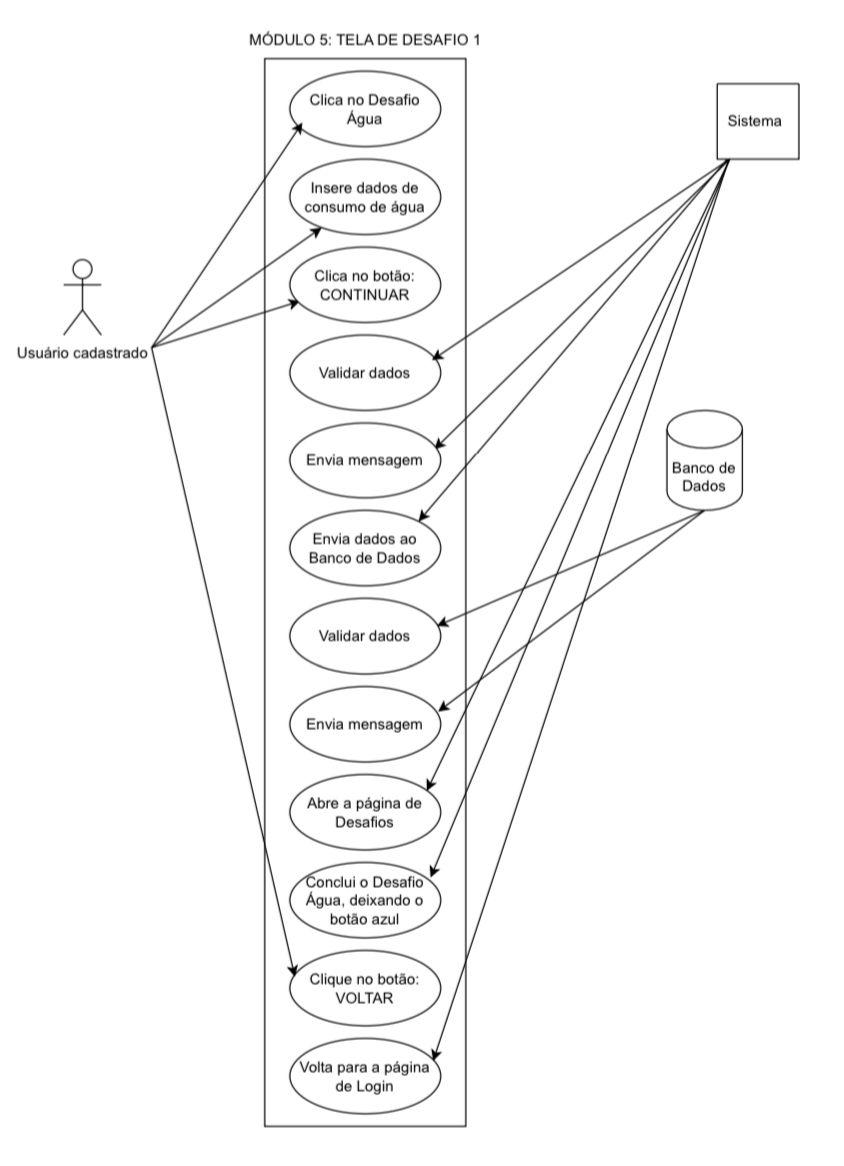 MÓDULO 5: TELA DE DESAFIO 1
Clica no Desafio
Água
Sistema
Insere dados de
consumo de água
Clica no botão:
CONTINUAR
Usuário cadastrado
Validar dados
Envia mensagem
Banco de
Dados
Envia dados ao
Banco de Dados
Validar dados
Envia mensagem
Abre a página de
Desafios
Conclui o Desafio
Água, deixando o
botão azul
Clique no botão:
VOLTAR
Volta para a página
de Login